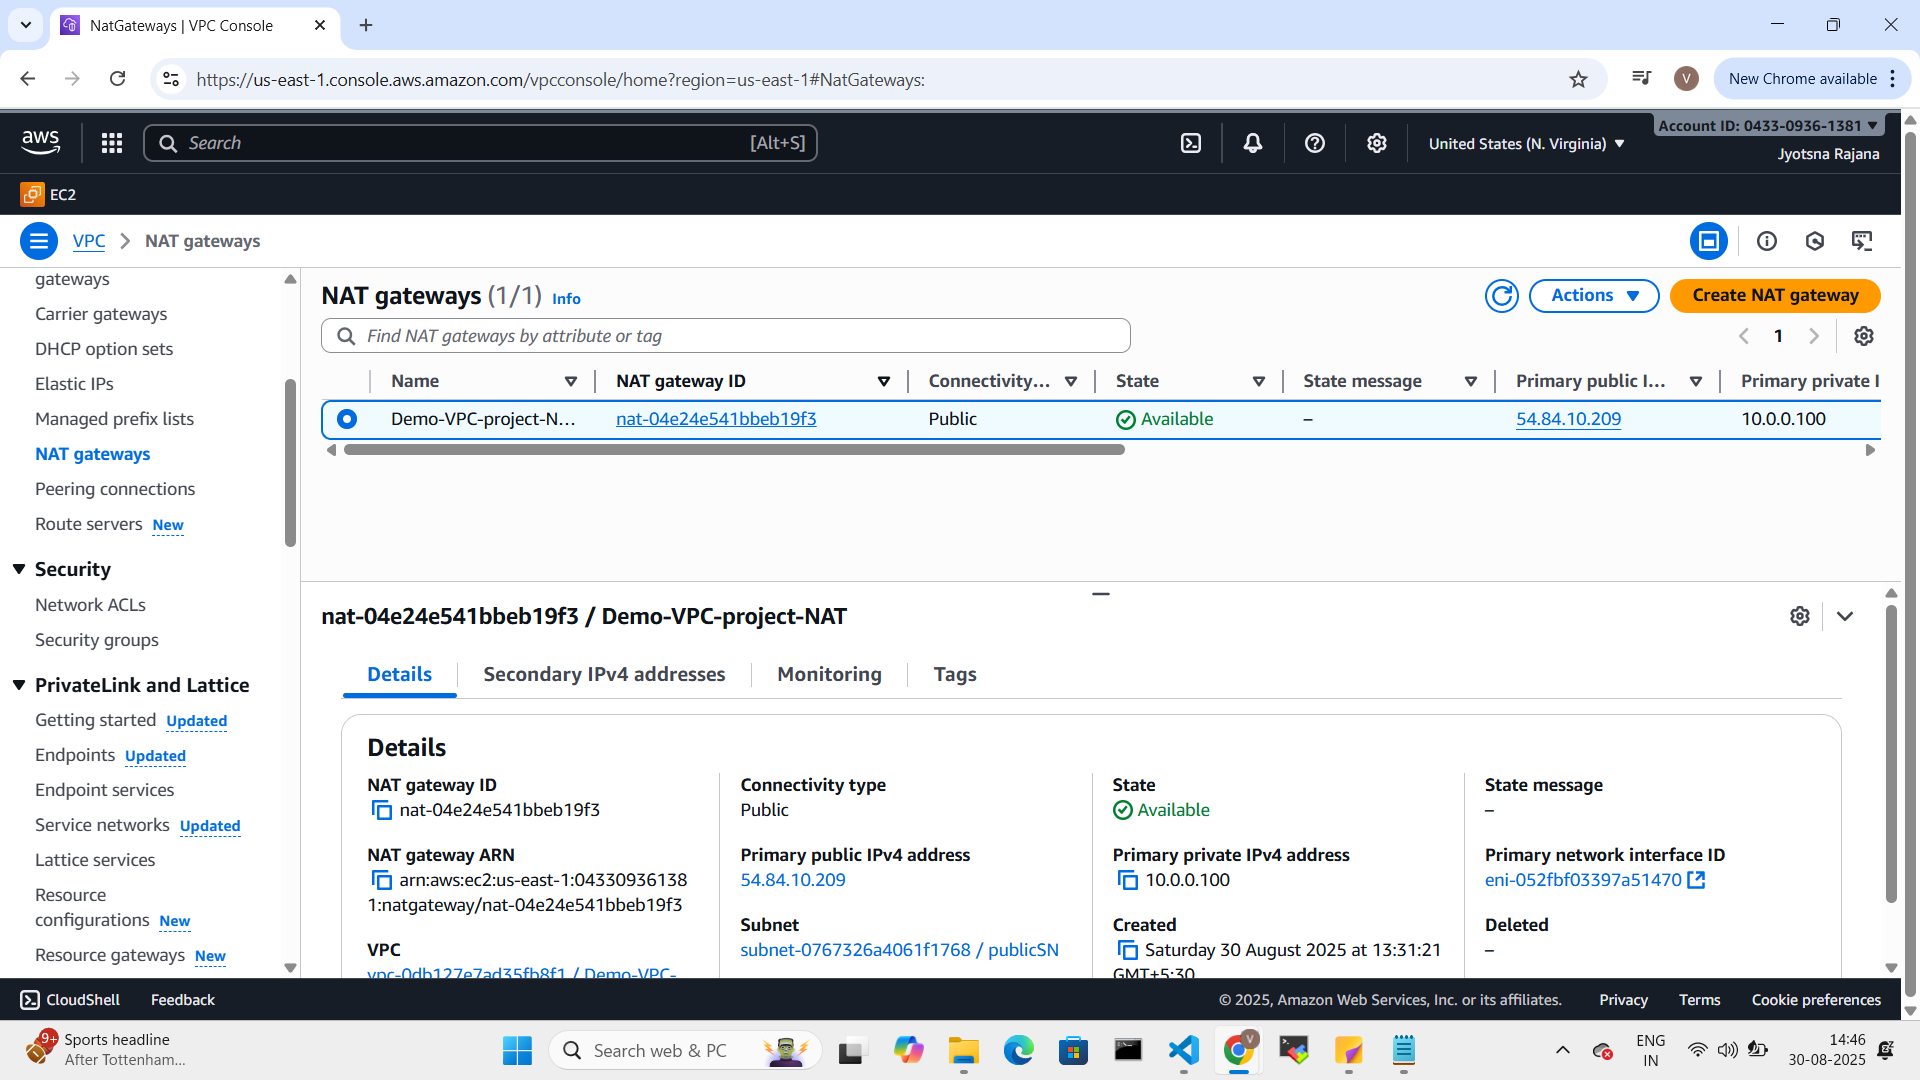 NatGateways | VPC Console
https://us-east-1.console.aws.amazon.com/vpcconsole/home?region=us-east-1#NatGateways:
V
New Chrome available
aws
Search
[Alt+S]
United States (N. Virginia)
Account ID: 0433-0936-1381
Jyotsna Rajana
EC2
VPC
NAT gateways
gateways
Carrier gateways
DHCP option sets
Elastic IPs
Managed prefix lists
NAT gateways
Peering connections
Route servers New
Security
Network ACLs
Security groups
PrivateLink and Lattice
Getting started Updated
Endpoints Updated
Endpoint services
Service networks Updated
Lattice services
Resource
configurations New
Resource gateways New
NAT gateways (1/1) Info
Actions
Create NAT gateway
Find NAT gateways by attribute or tag
1
Name NAT gateway ID Connectivity... State State message Primary public I... Primary private I
Demo-VPC-project-N... nat-04e24e541bbeb19f3 Public Available – 54.84.10.209 10.0.0.100
nat-04e24e541bbeb19f3 / Demo-VPC-project-NAT
Details Secondary IPv4 addresses Monitoring Tags
Details
NAT gateway ID
nat-04e24e541bbeb19f3
NAT gateway ARN
arn:aws:ec2:us-east-1:04330936138
1:natgateway/nat-04e24e541bbeb19f3
VPC
vpc-0db127e7ad35fb8f1 / Demo-VPC-
Connectivity type
Public
Primary public IPv4 address
54.84.10.209
Subnet
subnet-0767326a4061f1768 / publicSN
State
Available
Primary private IPv4 address
10.0.0.100
Created
Saturday 30 August 2025 at 13:31:21
GMT+5:30
State message
–
Primary network interface ID
eni-052fbf03397a51470
Deleted
–
CloudShell
Feedback
© 2025, Amazon Web Services, Inc. or its affiliates.
Privacy
Terms
Cookie preferences
9+
Sports headline
After Tottenham...
Search web & PC
V
ENG
IN
14:46
30-08-2025